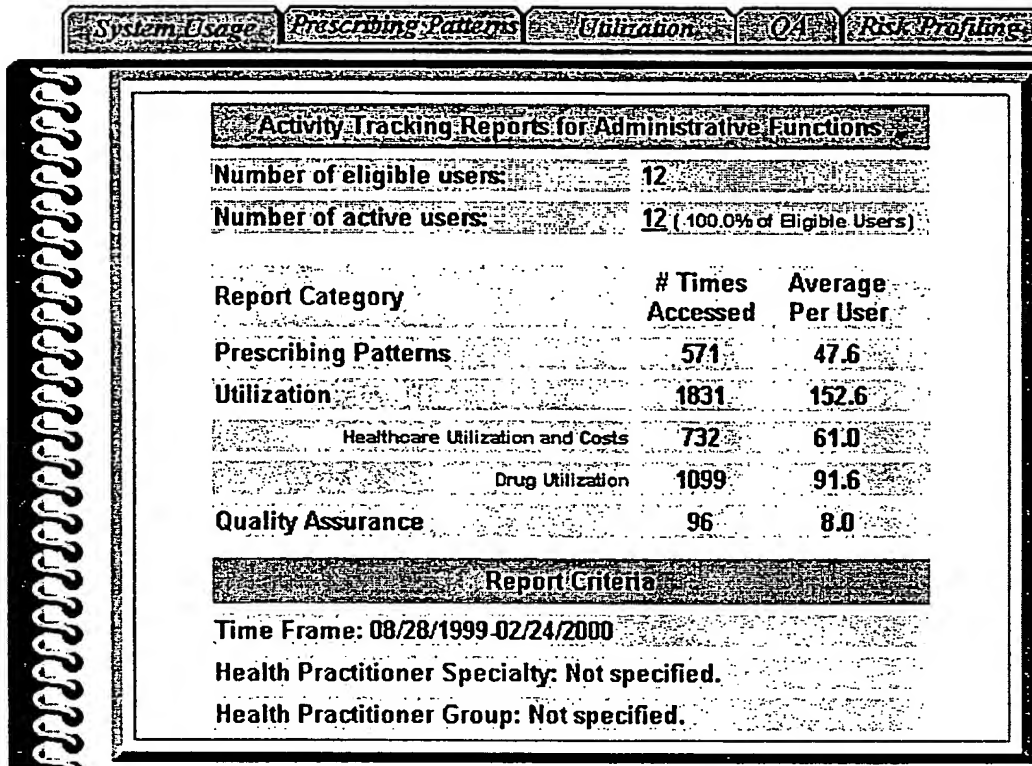 System Usage Prescribing Patterns Utilization QA Risk Profiling
Activity Tracking Reports for Administrative Functions
Number of eligible users: 12
Number of active users: 12 (100.0% of Eligible Users)
Report Category # Times Accessed Average Per User
Prescribing Patterns 571 47.6
Utilization 1831 152.6
Healthcare Utilization and Costs 732 61.0
Drug Utilization 1099 91.6
Quality Assurance 96 8.0
Report Criteria
Time Frame: 08/28/1999-02/24/2000
Health Practitioner Specialty: Not specified.
Health Practitioner Group: Not specified.